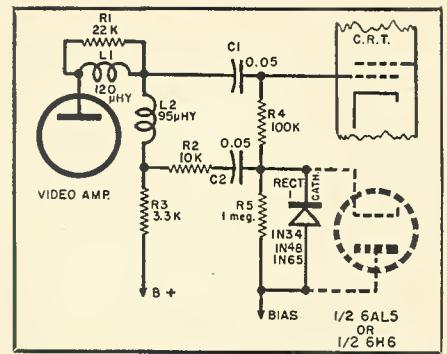 R1
22 K
L1
120
μHY
VIDEO AMP.
L2
95μHY
C1
0.05
R2
10K
0.05
C2
R3
3.3K
B +
R4
100K
R5
1 meg.
RECT.
1
CATH.
1N34
1N48
1N65
BIAS
C.R.T.
1/2 6AL5
OR
1/2 6H6